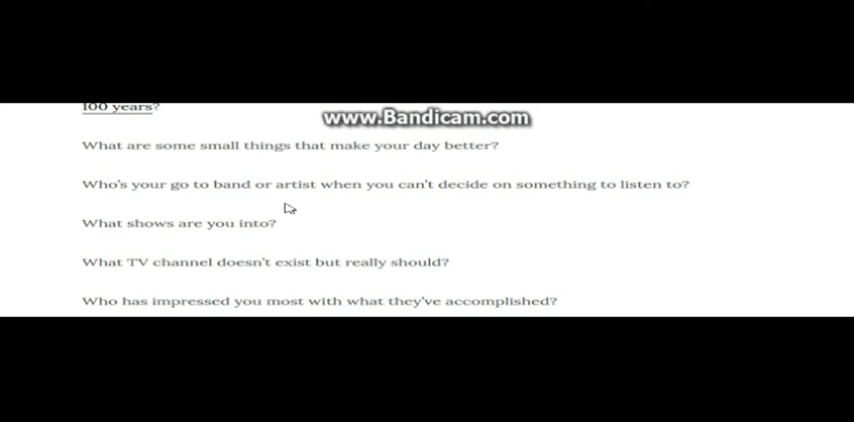 100 years?
www.Bandicam.com
What are some small things that make your day better?
Who's your go to band or artist when you can't decide on something to listen to?
What shows are you into?
What TV channel doesn't exist but really should?
Who has impressed you most with what they've accomplished?